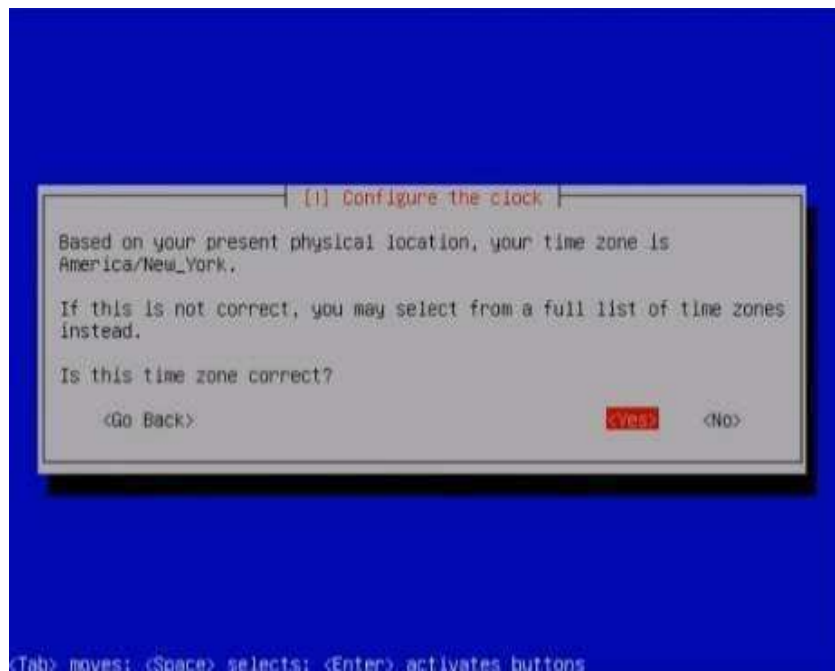 [!] Configure the clock
Based on your present physical location, your time zone is
America/New_York.
If this is not correct, you may select from a full list of time zones
instead.
Is this time zone correct?
<Go Back> <Yes> <No>
<Tab> moves; <Space> selects; <Enter> activates buttons